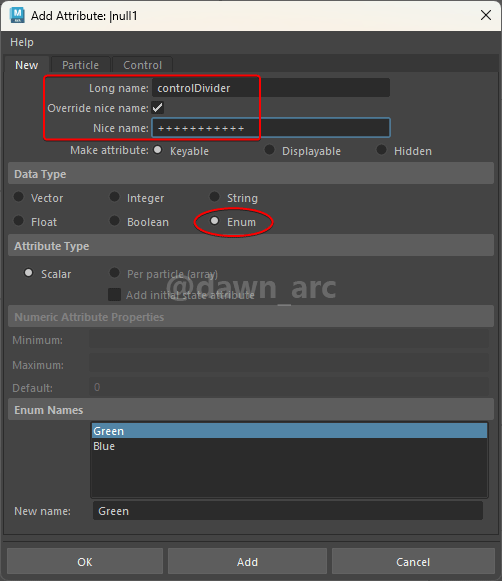 M
Add Attribute: |null1
Help
New Particle Control
Long name: controlDivider
Override nice name:
Nice name: +++++++++++
Make attribute: Keyable Displayable Hidden
Data Type
Vector Integer String
Float Boolean Enum
Attribute Type
Scalar Per particle (array)
@dawn_arc
Add initial state attribute
Numeric Attribute Properties
Minimum:
Maximum:
Default: 0
Enum Names
Green
Blue
New name: Green
OK Add Cancel